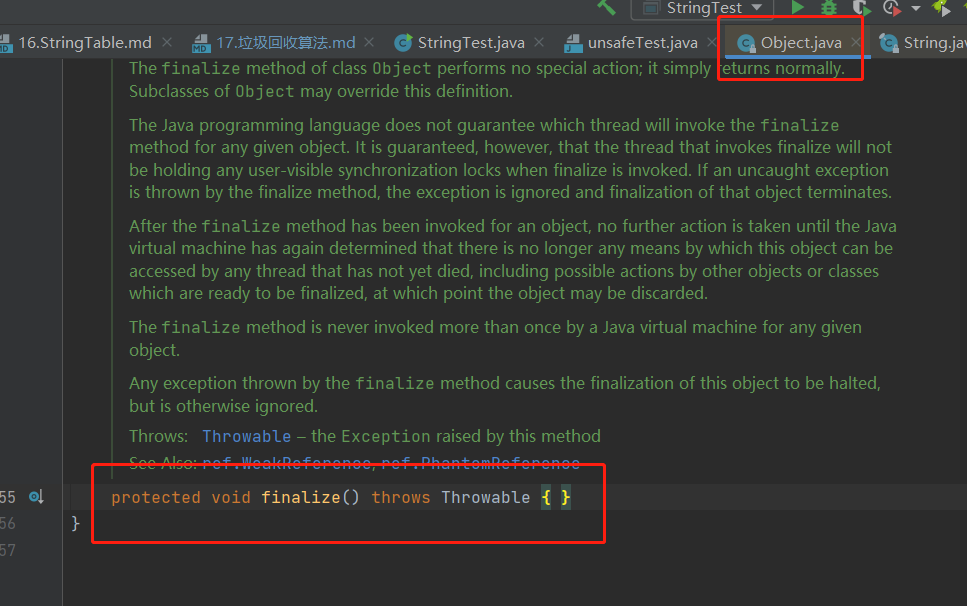 StringTest
16.StringTable.md
17.垃圾回收算法.md
StringTest.java
unsafeTest.java
Object.java
The finalize method of class Object performs no special action; it simply returns normally.
Subclasses of Object may override this definition.
The Java programming language does not guarantee which thread will invoke the finalize
method for any given object. It is guaranteed, however, that the thread that invokes finalize will not
be holding any user-visible synchronization locks when finalize is invoked. If an uncaught exception
is thrown by the finalize method, the exception is ignored and finalization of that object terminates.
After the finalize method has been invoked for an object, no further action is taken until the Java
virtual machine has again determined that there is no longer any means by which this object can be
accessed by any thread that has not yet died, including possible actions by other objects or classes
which are ready to be finalized, at which point the object may be discarded.
The finalize method is never invoked more than once by a Java virtual machine for any given
object.
Any exception thrown by the finalize method causes the finalization of this object to be halted,
but is otherwise ignored.
Throws: Throwable – the Exception raised by this method
See Also: ref.WeakReference, ref.PhantomReference
55 protected void finalize() throws Throwable { }
56 }
57